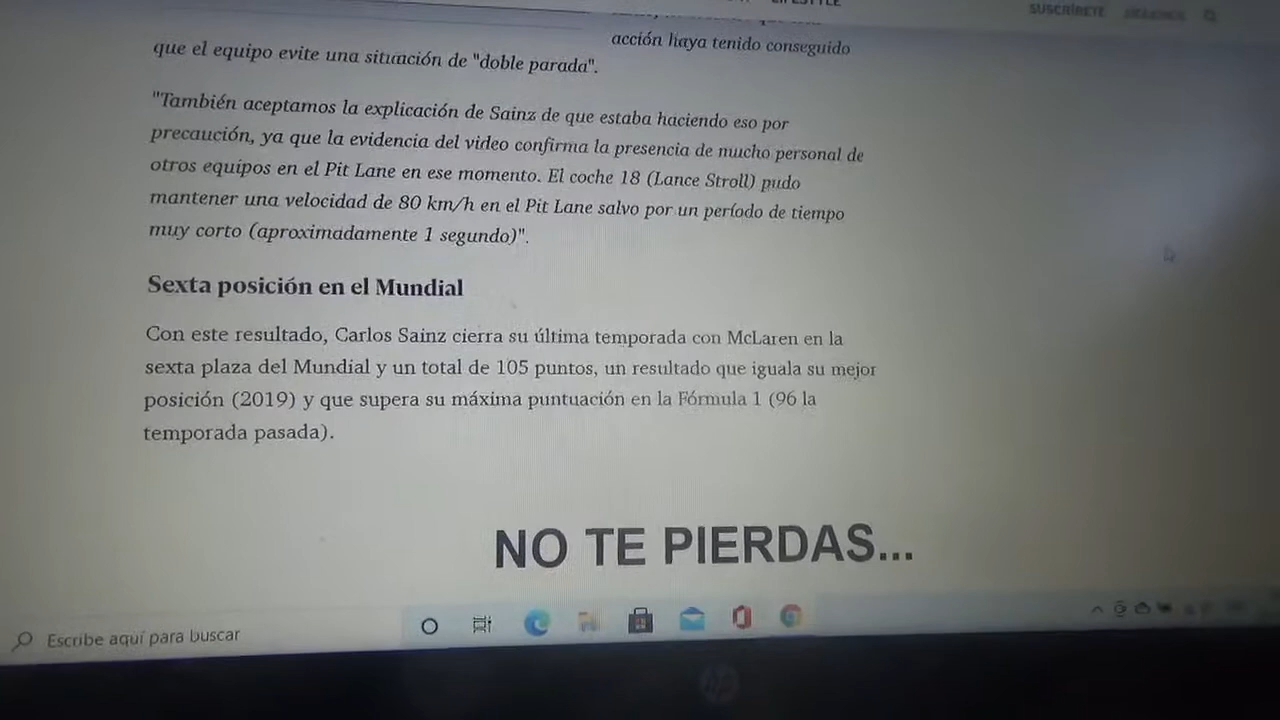 LIFESTYLE
SUSCRÍBETE
acción haya tenido conseguido
que el equipo evite una situación de "doble parada".
"También aceptamos la explicación de Sainz de que estaba haciendo eso por
precaución, ya que la evidencia del video confirma la presencia de mucho personal de
otros equipos en el Pit Lane en ese momento. El coche 18 (Lance Stroll) pudo
mantener una velocidad de 80 km/h en el Pit Lane salvo por un período de tiempo
muy corto (aproximadamente 1 segundo)".
Sexta posición en el Mundial
Con este resultado, Carlos Sainz cierra su última temporada con McLaren en la
sexta plaza del Mundial y un total de 105 puntos, un resultado que iguala su mejor
posición (2019) y que supera su máxima puntuación en la Fórmula 1 (96 la
temporada pasada).
NO TE PIERDAS...
Escribe aquí para buscar
hp